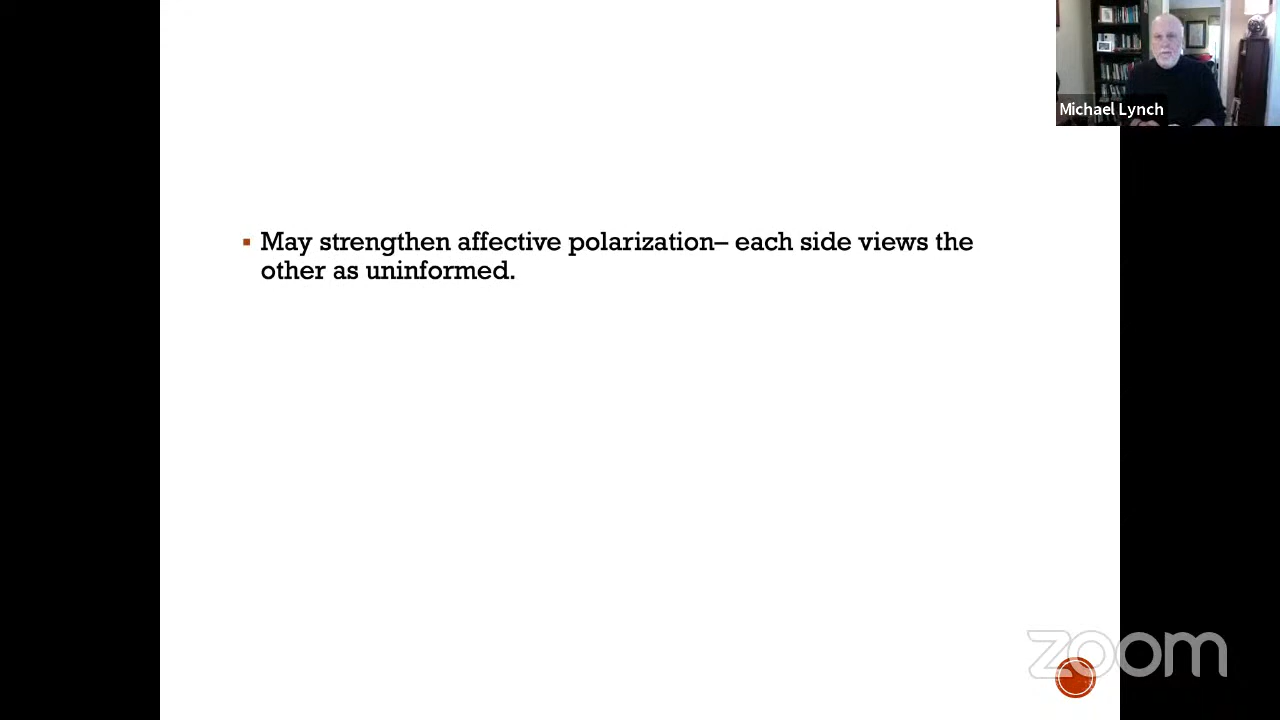 Michael Lynch
May strengthen affective polarization– each side views the
other as uninformed.
zoom